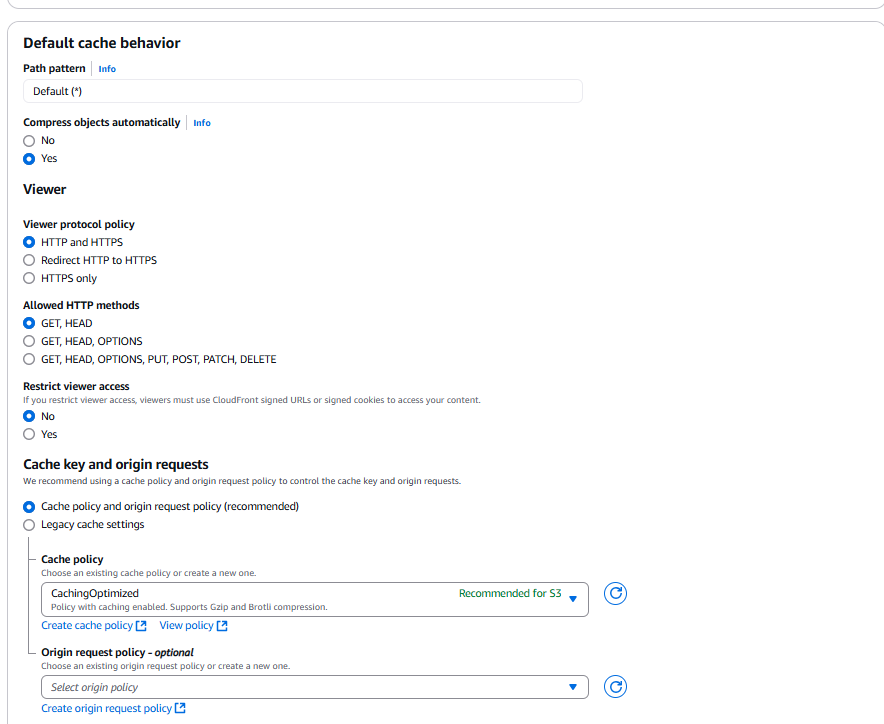 Default cache behavior
Path pattern Info
Default (*)
Compress objects automatically Info
No
Yes
Viewer
Viewer protocol policy
HTTP and HTTPS
Redirect HTTP to HTTPS
HTTPS only
Allowed HTTP methods
GET, HEAD
GET, HEAD, OPTIONS
GET, HEAD, OPTIONS, PUT, POST, PATCH, DELETE
Restrict viewer access
If you restrict viewer access, viewers must use CloudFront signed URLs or signed cookies to access your content.
No
Yes
Cache key and origin requests
We recommend using a cache policy and origin request policy to control the cache key and origin requests.
Cache policy and origin request policy (recommended)
Legacy cache settings
Cache policy
Choose an existing cache policy or create a new one.
CachingOptimized Recommended for S3
Policy with caching enabled. Supports Gzip and Brotli compression.
Create cache policy View policy
Origin request policy - optional
Choose an existing origin request policy or create a new one.
Select origin policy
Create origin request policy